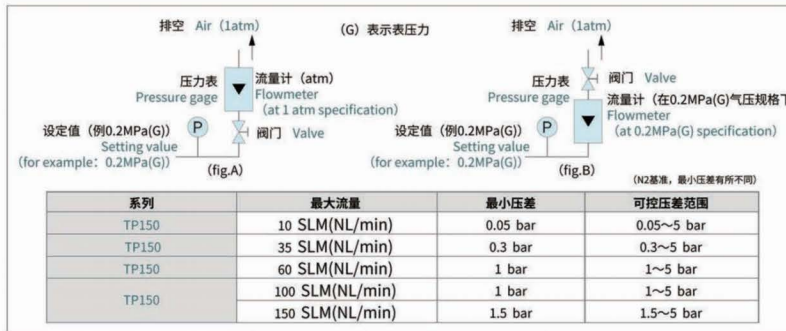 排空 Air（1atm）
（G）表示表压力
排空 Air（1atm）
压力表
Pressure gage
流量计（atm）
Flowmeter
(at 1 atm specification)
阀门 Valve
P
设定值（例0.2MPa(G)）
Setting value
(for example：0.2MPa(G)）
(fig.A)
阀门 Valve
压力表
Pressure gage
流量计（在0.2MPa(G)气压规格下
Flowmeter
(at 0.2MPa(G) specification)
P
设定值（例0.2MPa(G)）
Setting value
(for example：0.2MPa(G)）
(fig.B)
(N2基准，最小压差有所不同)
系列 最大流量 最小压差 可控压差范围
TP150 10 SLM(NL/min) 0.05 bar 0.05～5 bar
TP150 35 SLM(NL/min) 0.3 bar 0.3～5 bar
TP150 60 SLM(NL/min) 1 bar 1～5 bar
TP150 100 SLM(NL/min) 1 bar 1～5 bar
150 SLM(NL/min) 1.5 bar 1.5～5 bar